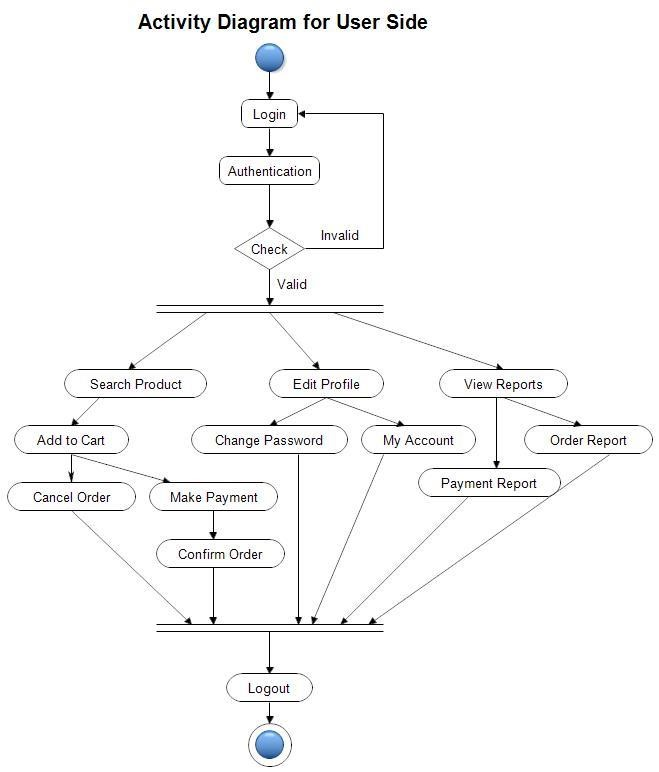 Activity Diagram for User Side
Login
Authentication
Check
Invalid
Valid
Search Product
Edit Profile
View Reports
Add to Cart
Change Password
My Account
Order Report
Cancel Order
Make Payment
Payment Report
Confirm Order
Logout